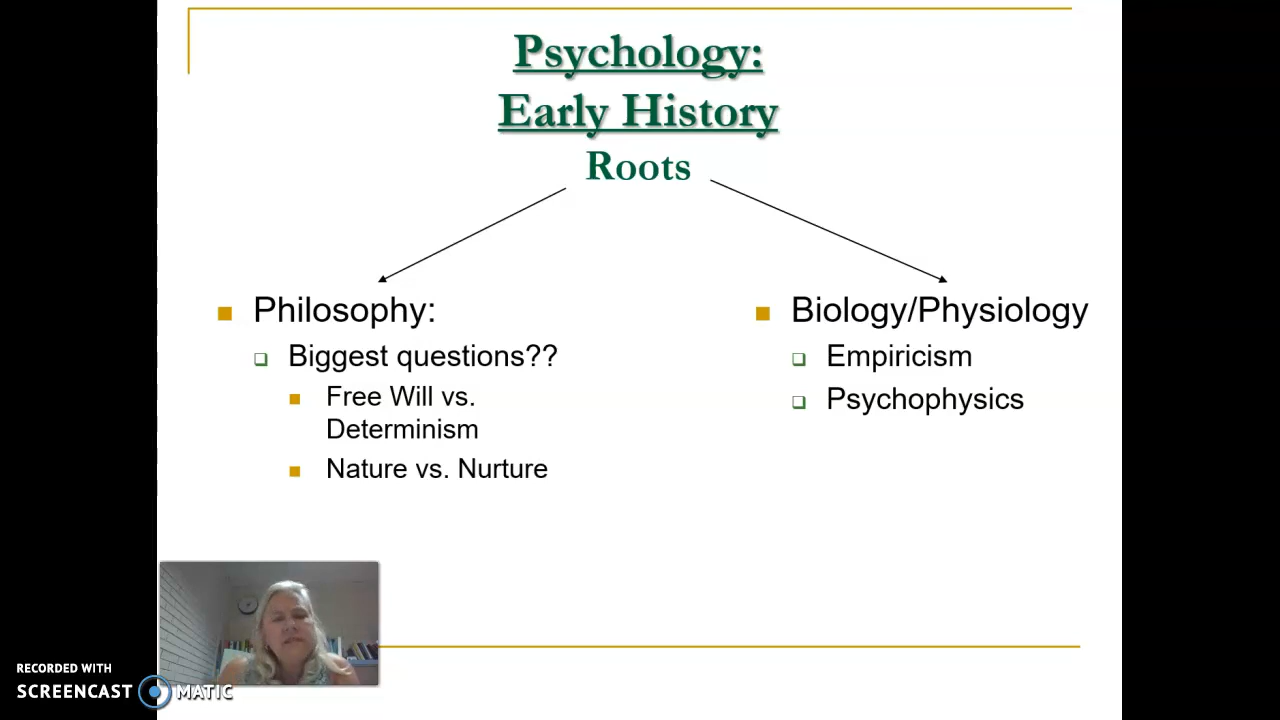 Psychology:
Early History
Roots
Philosophy:
Biggest questions??
Free Will vs.
Determinism
Nature vs. Nurture
Biology/Physiology
Empiricism
Psychophysics
RECORDED WITH
SCREENCAST MATIC